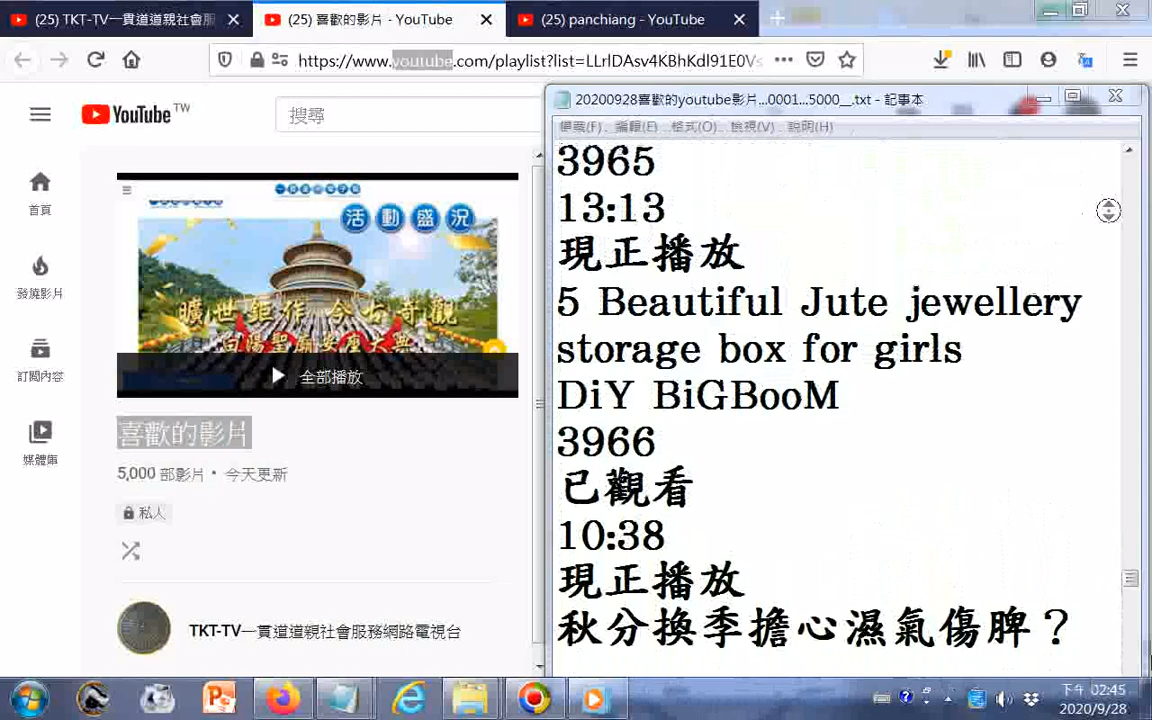 (25) TKT-TV一貫道道親社會服
(25) 喜歡的影片 - YouTube
(25) panchiang - YouTube
https://www.youtube.com/playlist?list=LLrlDAsv4KBhKdl91E0Vs
YouTube TW
搜尋
首頁
發燒影片
訂閱內容
媒體庫
活動盛況
曠世鉅作 今古奇觀
白陽聖廟安座大典
全部播放
喜歡的影片
5,000 部影片 • 今天更新
私人
TKT-TV一貫道道親社會服務網路電視台
20200928喜歡的youtube影片...0001...5000__.txt - 記事本
檔案(F) 編輯(E) 格式(O) 檢視(V) 說明(H)
3965
13:13
現正播放
5 Beautiful Jute jewellery
storage box for girls
DiY BiGBooM
3966
已觀看
10:38
現正播放
秋分換季擔心濕氣傷脾？
下午 02:45
2020/9/28